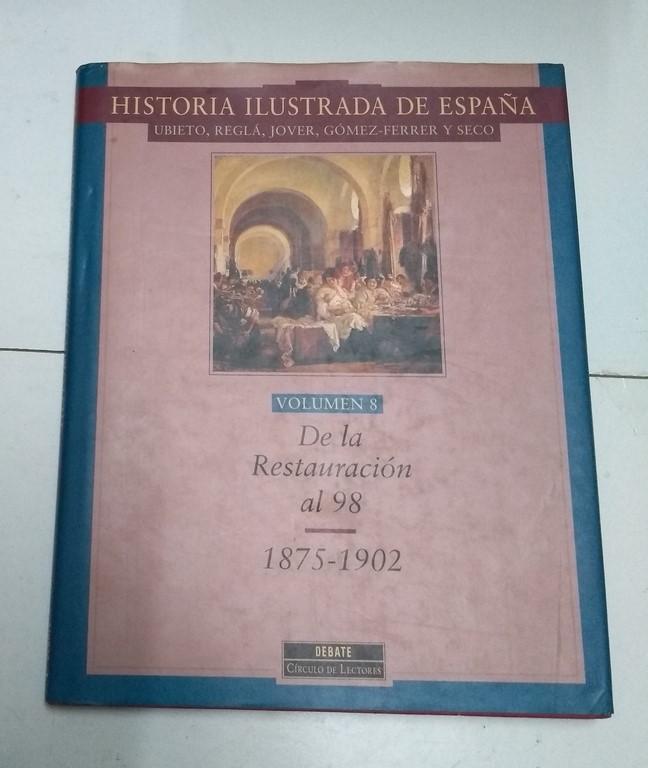 HISTORIA ILUSTRADA DE ESPAÑA
UBIETO, REGLÁ, JOVER, GÓMEZ-FERRER Y SECO
VOLUMEN 8
De la
Restauración
al 98
1875-1902
DEBATE
CÍRCULO DE LECTORES